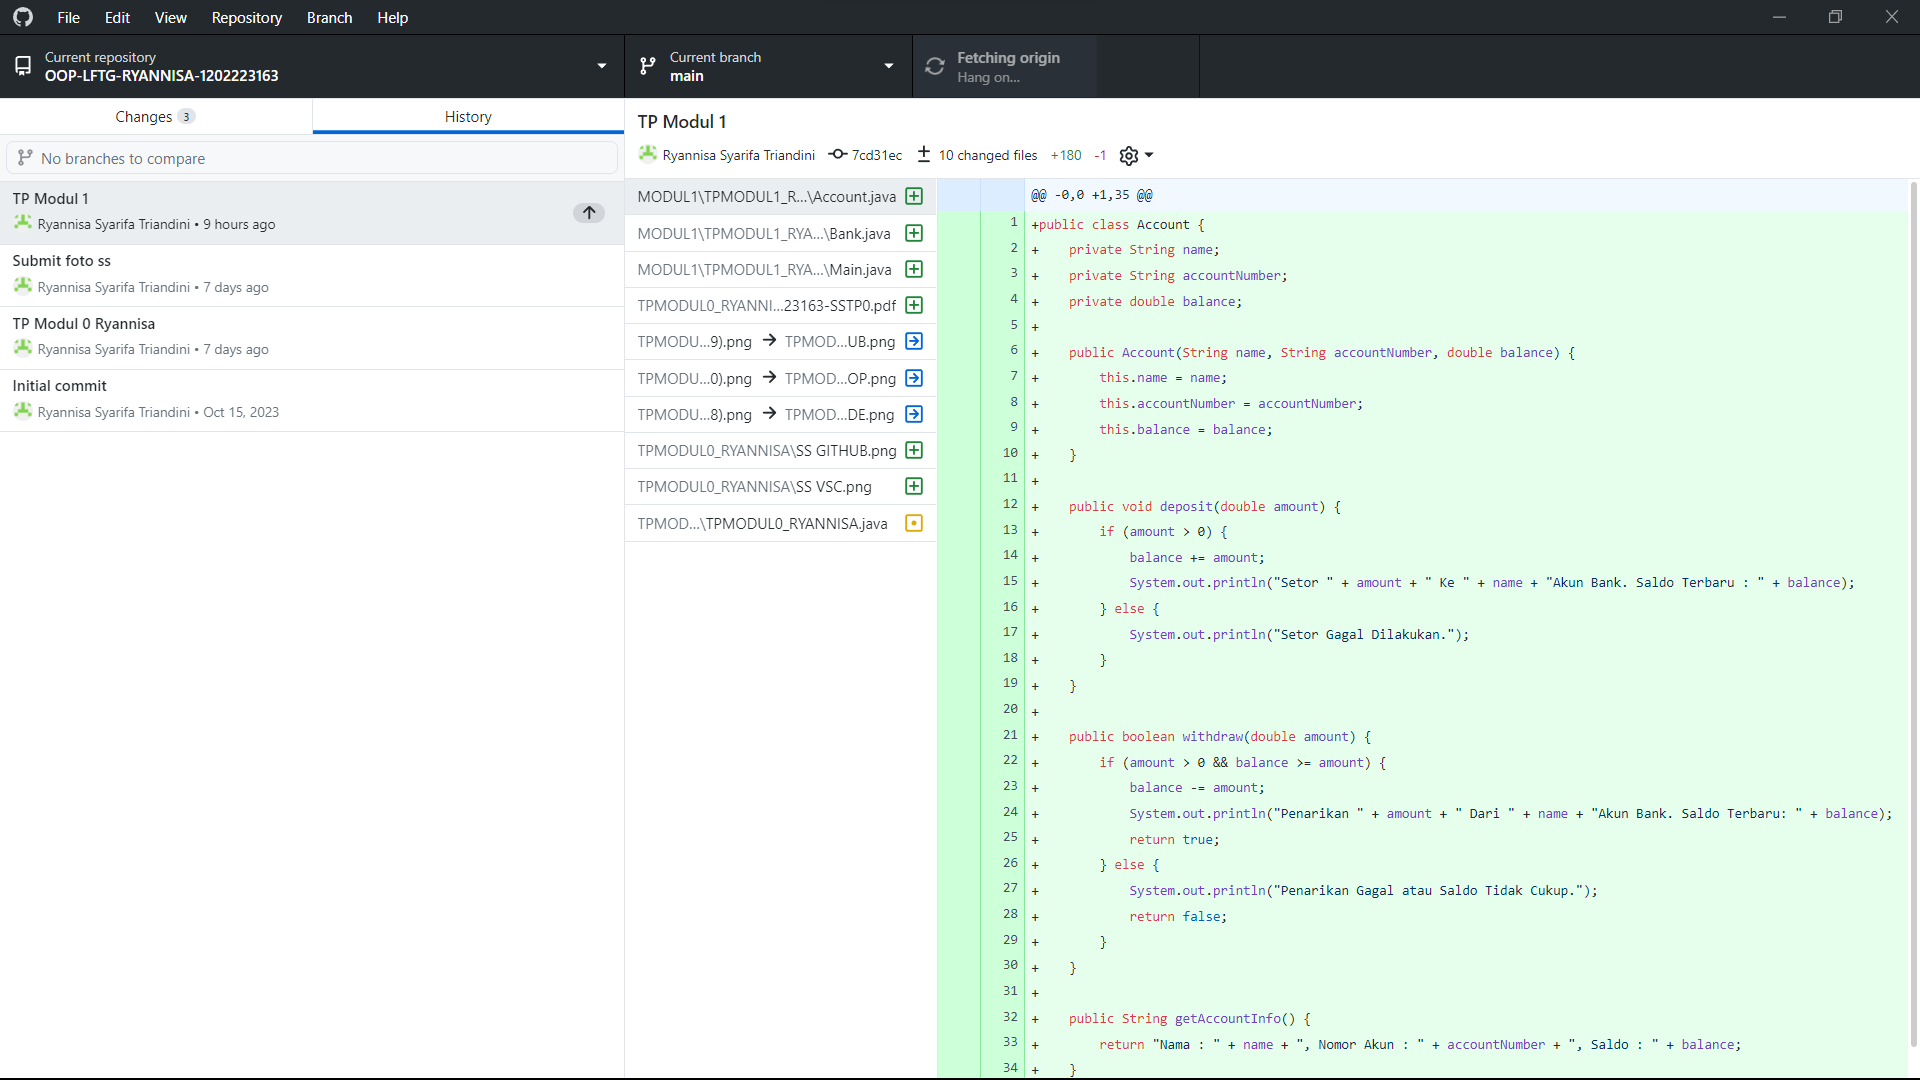 File Edit View Repository Branch Help
Current repository
OOP-LFTG-RYANNISA-1202223163
Current branch
main
Fetching origin
Hang on...
Changes 3
History
No branches to compare
TP Modul 1
Ryannisa Syarifa Triandini • 9 hours ago
Submit foto ss
Ryannisa Syarifa Triandini • 7 days ago
TP Modul 0 Ryannisa
Ryannisa Syarifa Triandini • 7 days ago
Initial commit
Ryannisa Syarifa Triandini • Oct 15, 2023
TP Modul 1
Ryannisa Syarifa Triandini 7cd31ec 10 changed files +180 -1
MODUL1\TPMODUL1_R...\Account.java
MODUL1\TPMODUL1_RYA...\Bank.java
MODUL1\TPMODUL1_RYA...\Main.java
TPMODUL0_RYANNI...23163-SSTP0.pdf
TPMODU...9).png → TPMOD...UB.png
TPMODU...0).png → TPMOD...OP.png
TPMODU...8).png → TPMOD...DE.png
TPMODUL0_RYANNISA\SS GITHUB.png
TPMODUL0_RYANNISA\SS VSC.png
TPMOD...\TPMODUL0_RYANNISA.java
@@ -0,0 +1,35 @@
1 +public class Account {
2 +    private String name;
3 +    private String accountNumber;
4 +    private double balance;
5 +
6 +    public Account(String name, String accountNumber, double balance) {
7 +        this.name = name;
8 +        this.accountNumber = accountNumber;
9 +        this.balance = balance;
10 +    }
11 +
12 +    public void deposit(double amount) {
13 +        if (amount > 0) {
14 +            balance += amount;
15 +            System.out.println("Setor " + amount + " Ke " + name + "Akun Bank. Saldo Terbaru : " + balance);
16 +        } else {
17 +            System.out.println("Setor Gagal Dilakukan.");
18 +        }
19 +    }
20 +
21 +    public boolean withdraw(double amount) {
22 +        if (amount > 0 && balance >= amount) {
23 +            balance -= amount;
24 +            System.out.println("Penarikan " + amount + " Dari " + name + "Akun Bank. Saldo Terbaru: " + balance);
25 +            return true;
26 +        } else {
27 +            System.out.println("Penarikan Gagal atau Saldo Tidak Cukup.");
28 +            return false;
29 +        }
30 +    }
31 +
32 +    public String getAccountInfo() {
33 +        return "Nama : " + name + ", Nomor Akun : " + accountNumber + ", Saldo : " + balance;
34 +    }